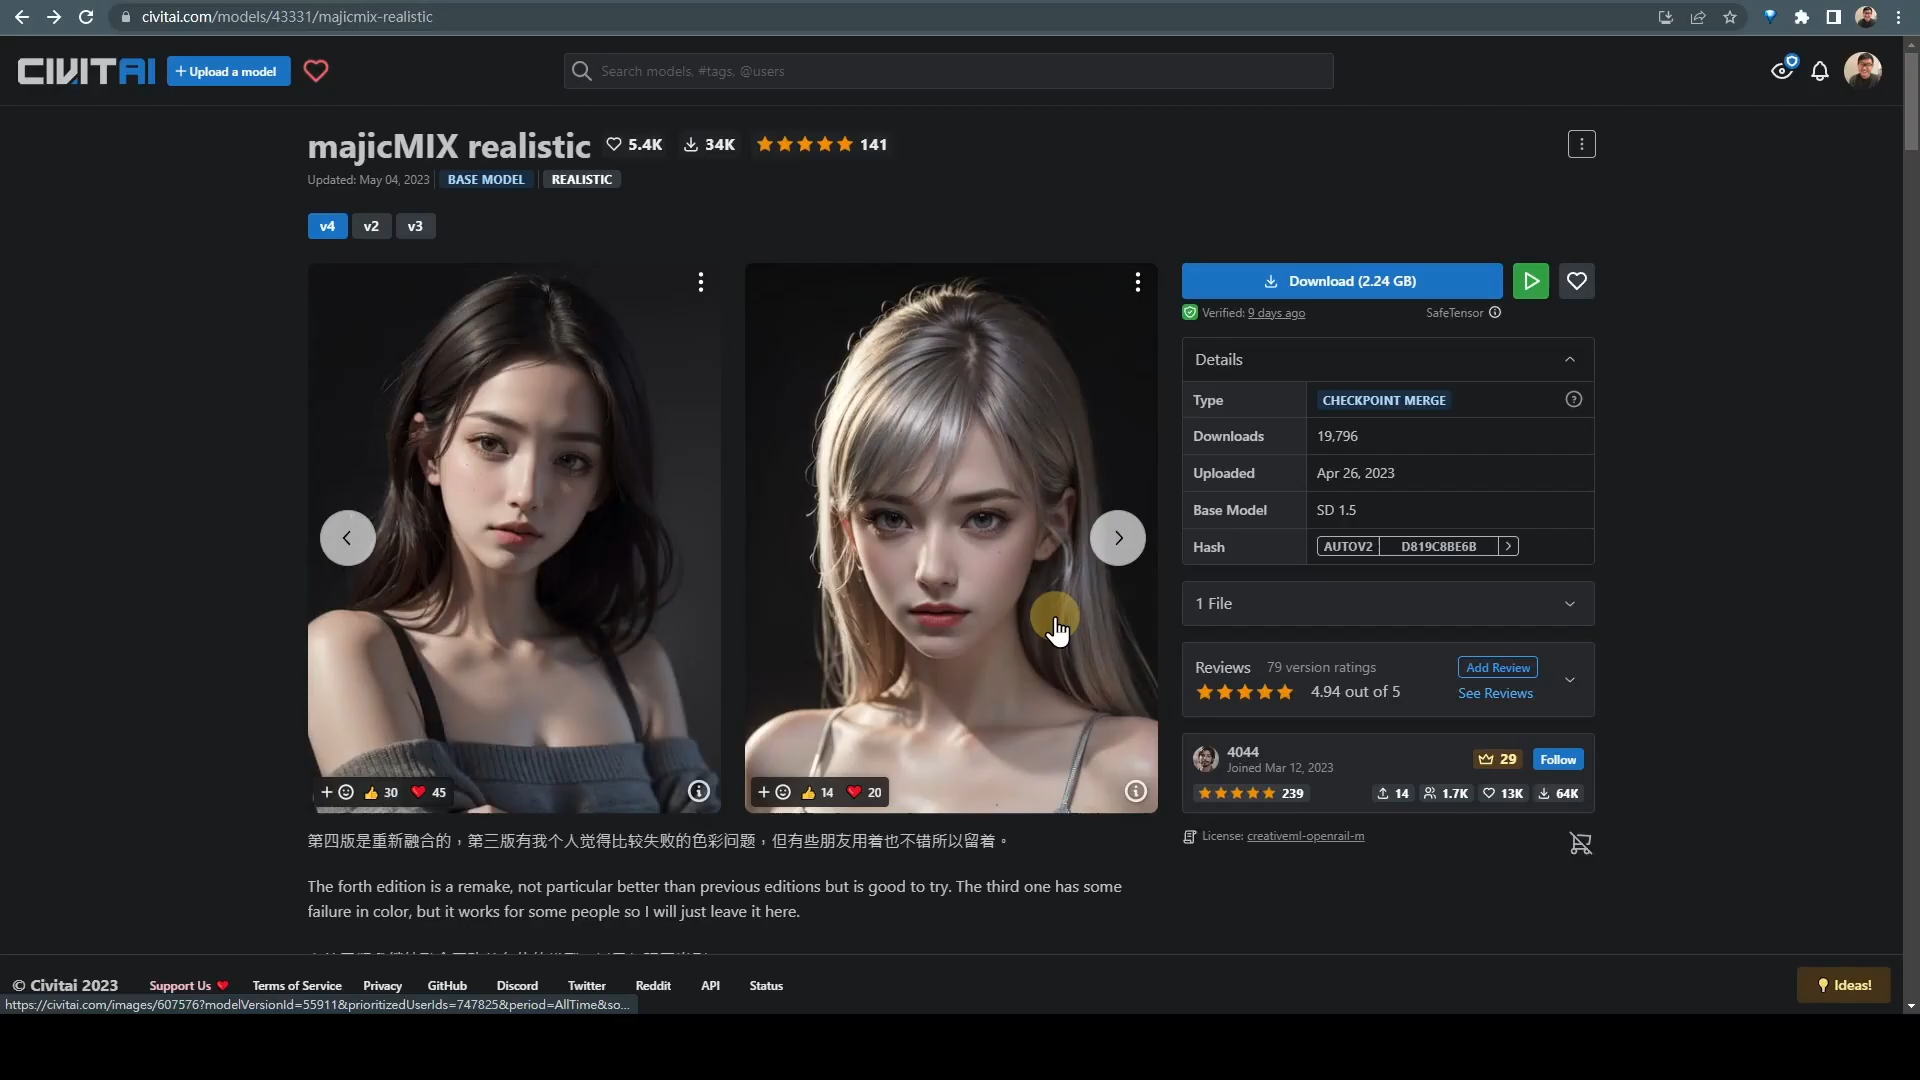 civitai.com/models/43331/majicmix-realistic
CIVITAI
+ Upload a model
Search models, #tags, @users
majicMIX realistic
5.4K
34K
141
Updated: May 04, 2023
BASE MODEL
REALISTIC
v4
v2
v3
Download (2.24 GB)
Verified: 9 days ago
SafeTensor
Details
Type
CHECKPOINT MERGE
Downloads
19,796
Uploaded
Apr 26, 2023
Base Model
SD 1.5
Hash
AUTOV2
D819C8BE6B
1 File
Reviews
79 version ratings
Add Review
4.94 out of 5
See Reviews
4044
Joined Mar 12, 2023
29
Follow
239
14
1.7K
13K
64K
License: creativeml-openrail-m
30
45
14
20
第四版是重新融合的，第三版有我个人觉得比较失败的色彩问题，但有些朋友用着也不错所以留着。
The forth edition is a remake, not particular better than previous editions but is good to try. The third one has some
failure in color, but it works for some people so I will just leave it here.
© Civitai 2023
Support Us
Terms of Service
Privacy
GitHub
Discord
Twitter
Reddit
API
Status
Ideas!
https://civitai.com/images/607576?modelVersionId=55911&prioritizedUserIds=747825&period=AllTime&so...